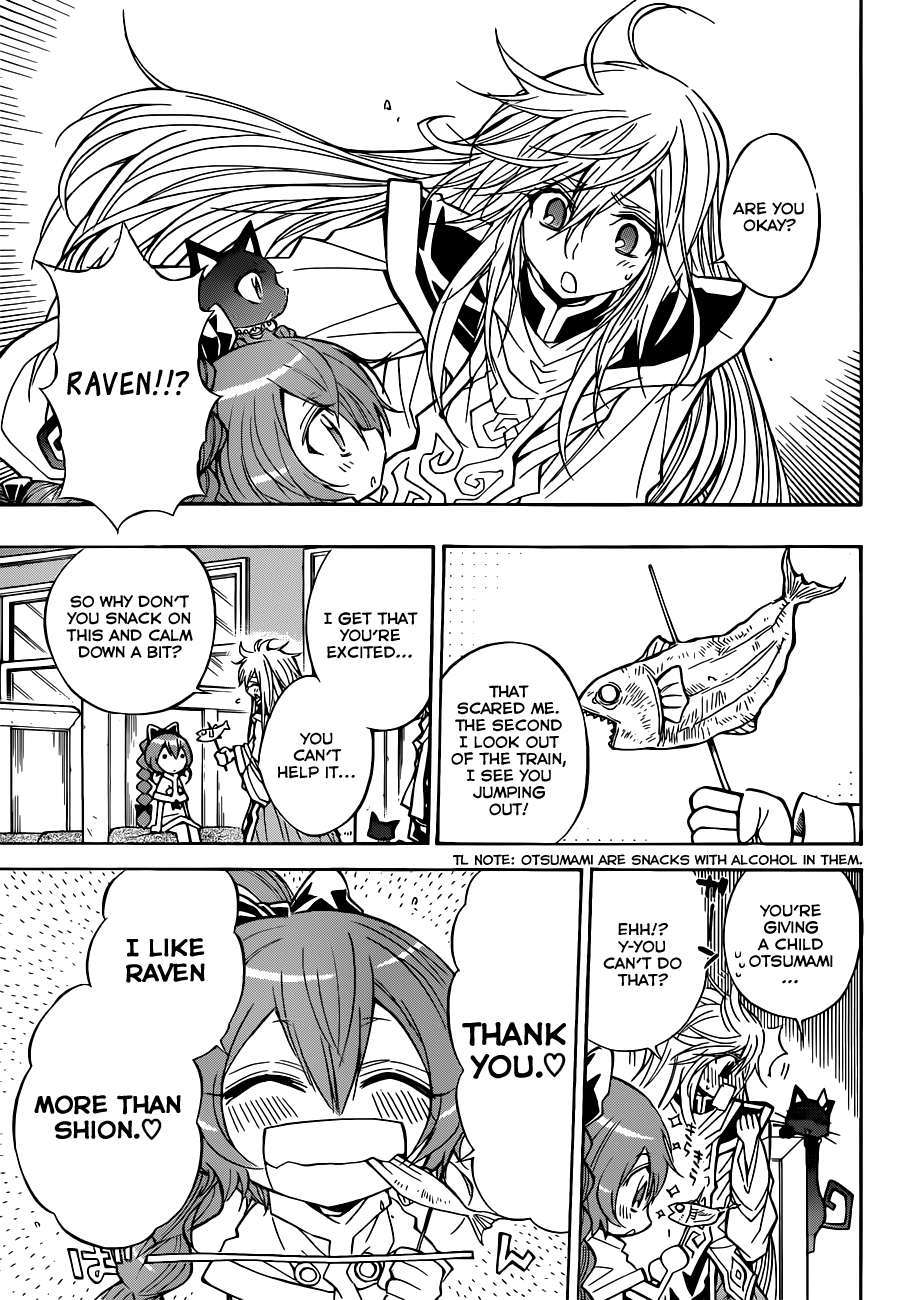 ARE YOU
OKAY?
RAVEN!!?
THAT
SCARED ME.
THE SECOND
I LOOK OUT
OF THE TRAIN,
I SEE YOU
JUMPING
OUT!
I GET THAT
YOU'RE
EXCITED...
YOU
CAN'T
HELP IT...
SO WHY DON'T
YOU SNACK ON
THIS AND CALM
DOWN A BIT?
TL NOTE: OTSUMAMI ARE SNACKS WITH ALCOHOL IN THEM.
YOU'RE
GIVING
A CHILD
OTSUMAMI
...
EHH!?
Y-YOU
CAN'T DO
THAT?
THANK
YOU.♡
I LIKE
RAVEN
MORE THAN
SHION.♡
ぱーん